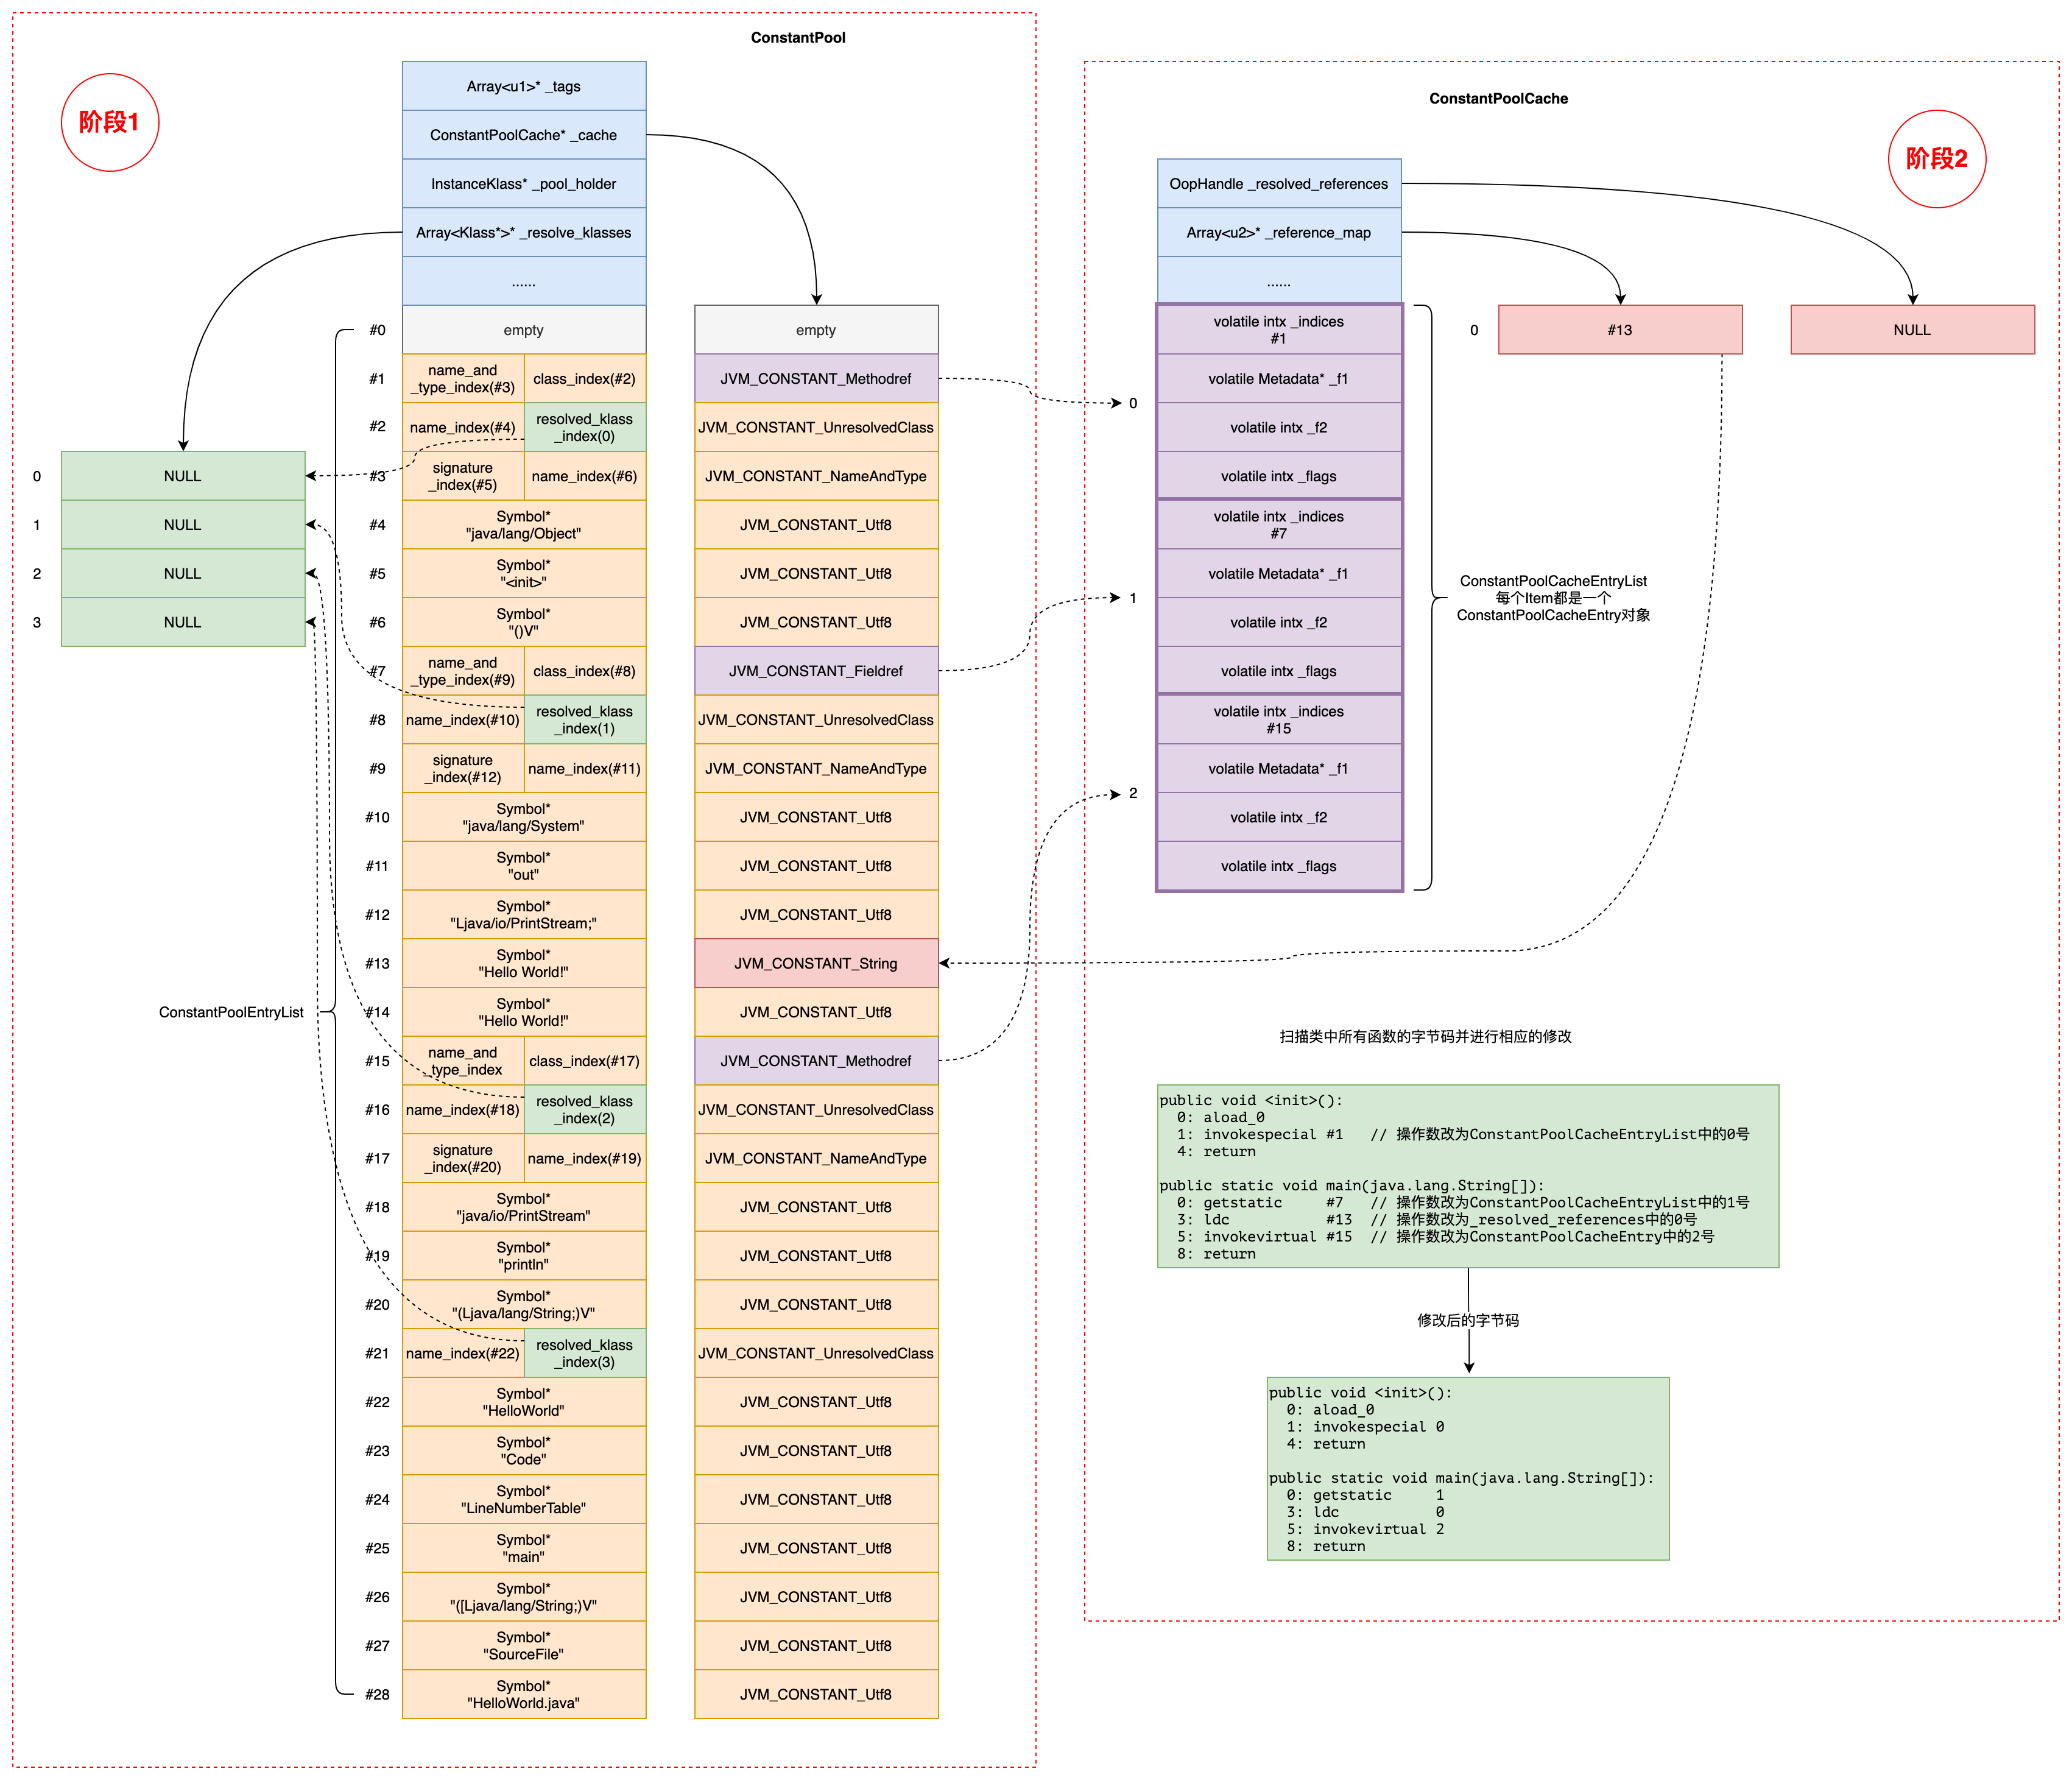 ConstantPool
阶段1
Array<u1>* _tags
ConstantPoolCache* _cache
InstanceKlass* _pool_holder
Array<Klass*>* _resolve_klasses
......
#0
empty
empty
#1
name_and
_type_index(#3)
class_index(#2)
JVM_CONSTANT_Methodref
#2
name_index(#4)
resolved_klass
_index(0)
JVM_CONSTANT_UnresolvedClass
0
NULL
#3
signature
_index(#5)
name_index(#6)
JVM_CONSTANT_NameAndType
1
NULL
#4
Symbol*
"java/lang/Object"
JVM_CONSTANT_Utf8
2
NULL
#5
Symbol*
"<init>"
JVM_CONSTANT_Utf8
3
NULL
#6
Symbol*
"()V"
JVM_CONSTANT_Utf8
#7
name_and
_type_index(#9)
class_index(#8)
JVM_CONSTANT_Fieldref
#8
name_index(#10)
resolved_klass
_index(1)
JVM_CONSTANT_UnresolvedClass
#9
signature
_index(#12)
name_index(#11)
JVM_CONSTANT_NameAndType
#10
Symbol*
"java/lang/System"
JVM_CONSTANT_Utf8
#11
Symbol*
"out"
JVM_CONSTANT_Utf8
#12
Symbol*
"Ljava/io/PrintStream;"
JVM_CONSTANT_Utf8
#13
Symbol*
"Hello World!"
JVM_CONSTANT_String
ConstantPoolEntryList
#14
Symbol*
"Hello World!"
JVM_CONSTANT_Utf8
#15
name_and
_type_index
class_index(#17)
JVM_CONSTANT_Methodref
#16
name_index(#18)
resolved_klass
_index(2)
JVM_CONSTANT_UnresolvedClass
#17
signature
_index(#20)
name_index(#19)
JVM_CONSTANT_NameAndType
#18
Symbol*
"java/io/PrintStream"
JVM_CONSTANT_Utf8
#19
Symbol*
"println"
JVM_CONSTANT_Utf8
#20
Symbol*
"(Ljava/lang/String;)V"
JVM_CONSTANT_Utf8
#21
name_index(#22)
resolved_klass
_index(3)
JVM_CONSTANT_UnresolvedClass
#22
Symbol*
"HelloWorld"
JVM_CONSTANT_Utf8
#23
Symbol*
"Code"
JVM_CONSTANT_Utf8
#24
Symbol*
"LineNumberTable"
JVM_CONSTANT_Utf8
#25
Symbol*
"main"
JVM_CONSTANT_Utf8
#26
Symbol*
"([Ljava/lang/String;)V"
JVM_CONSTANT_Utf8
#27
Symbol*
"SourceFile"
JVM_CONSTANT_Utf8
#28
Symbol*
"HelloWorld.java"
JVM_CONSTANT_Utf8
ConstantPoolCache
阶段2
OopHandle _resolved_references
Array<u2>* _reference_map
......
0
#13
NULL
0
volatile intx _indices
#1
volatile Metadata* _f1
volatile intx _f2
volatile intx _flags
1
volatile intx _indices
#7
volatile Metadata* _f1
volatile intx _f2
volatile intx _flags
2
volatile intx _indices
#15
volatile Metadata* _f1
volatile intx _f2
volatile intx _flags
ConstantPoolCacheEntryList
每个Item都是一个
ConstantPoolCacheEntry对象
扫描类中所有函数的字节码并进行相应的修改
public void <init>():
0: aload_0
1: invokespecial #1 // 操作数改为ConstantPoolCacheEntryList中的0号
4: return
public static void main(java.lang.String[]):
0: getstatic #7 // 操作数改为ConstantPoolCacheEntryList中的1号
3: ldc #13 // 操作数改为_resolved_references中的0号
5: invokevirtual #15 // 操作数改为ConstantPoolCacheEntry中的2号
8: return
修改后的字节码
public void <init>():
0: aload_0
1: invokespecial 0
4: return
public static void main(java.lang.String[]):
0: getstatic 1
3: ldc 0
5: invokevirtual 2
8: return